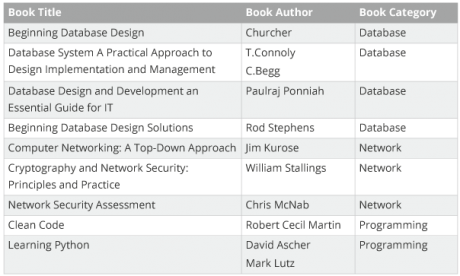 Book Title Book Author Book Category
Beginning Database Design Churcher Database
Database System A Practical Approach to T.Connoly Database
Design Implementation and Management C.Begg
Database Design and Development an Paulraj Ponniah Database
Essential Guide for IT
Beginning Database Design Solutions Rod Stephens Database
Computer Networking: A Top-Down Approach Jim Kurose Network
Cryptography and Network Security: William Stallings Network
Principles and Practice
Network Security Assessment Chris McNab Network
Clean Code Robert Cecil Martin Programming
Learning Python David Ascher Programming
Mark Lutz